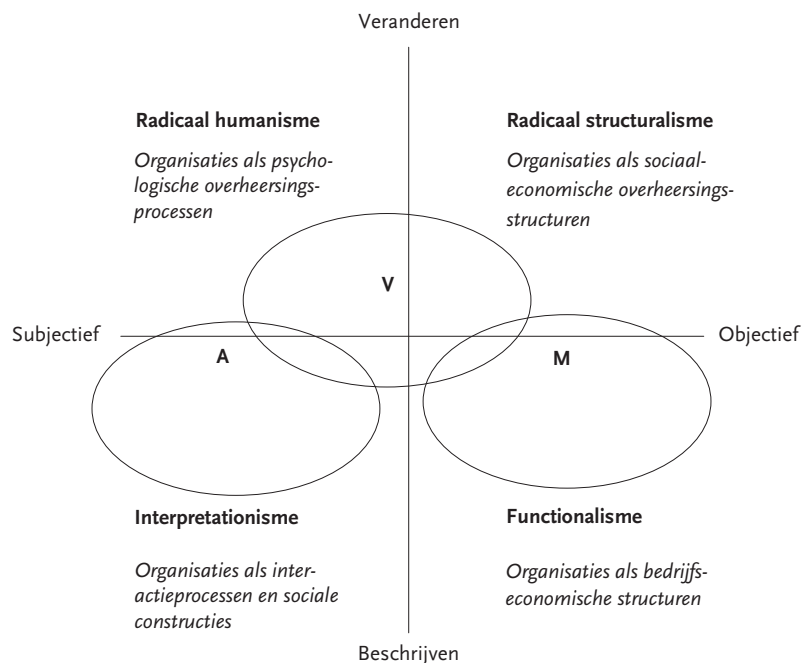 Veranderen
Radicaal humanisme
Organisaties als psycho-
logische overheersings-
processen
Radicaal structuralisme
Organisaties als sociaal-
economische overheersings-
structuren
V
Subjectief
Objectief
A
M
Interpretationisme
Organisaties als inter-
actieprocessen en sociale
constructies
Functionalisme
Organisaties als bedrijfs-
economische structuren
Beschrijven